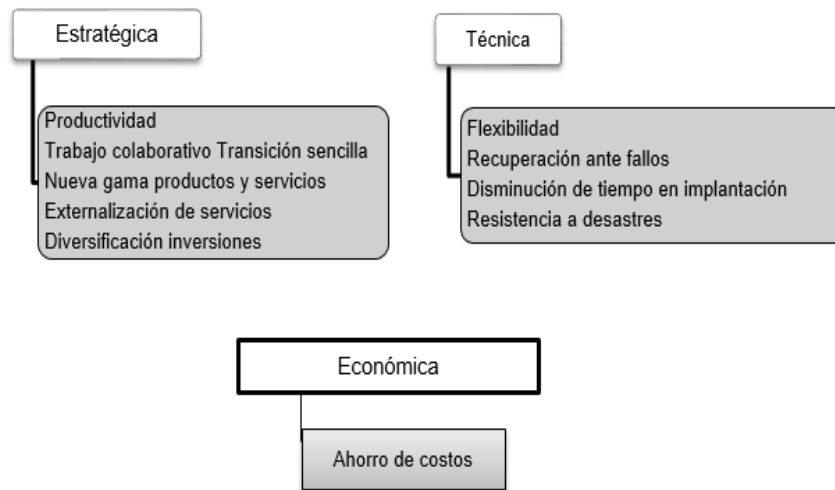 Estratégica
Productividad
Trabajo colaborativo Transición sencilla
Nueva gama productos y servicios
Externalización de servicios
Diversificación inversiones
Técnica
Flexibilidad
Recuperación ante fallos
Disminución de tiempo en implantación
Resistencia a desastres
Económica
Ahorro de costos